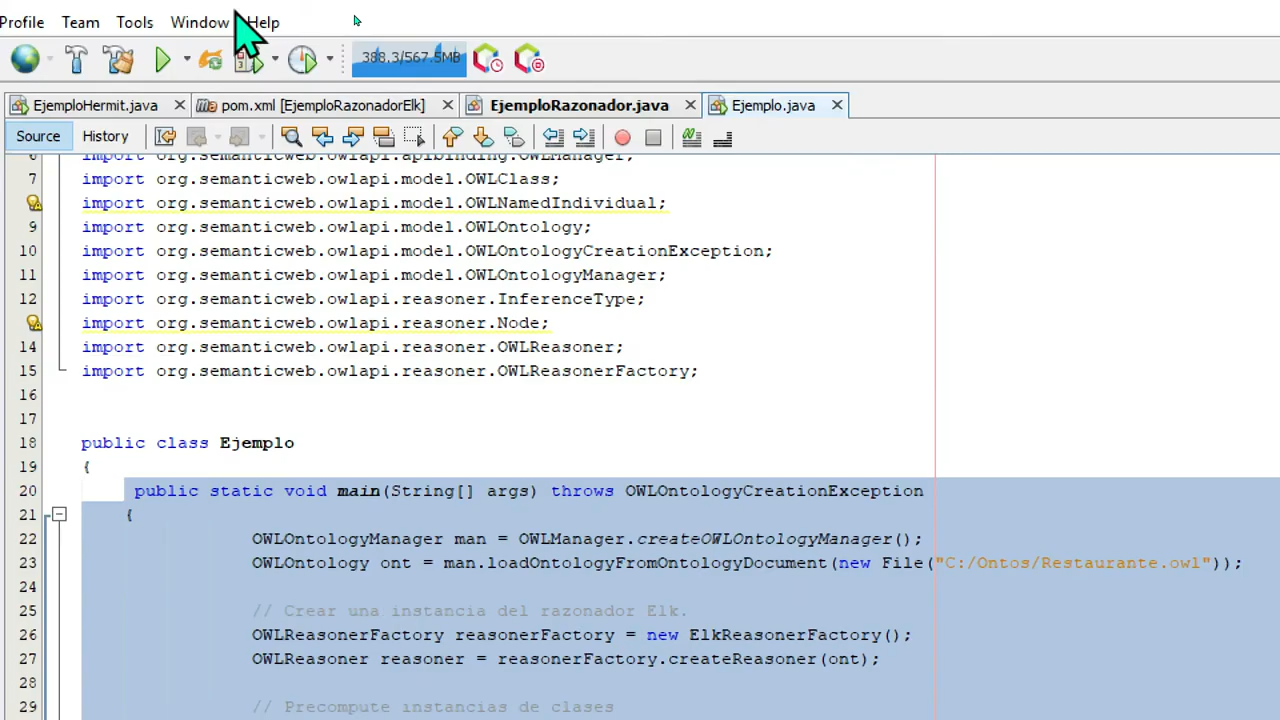 Profile Team Tools Window Help
388,3/567.5MB
EjemploHermit.java pom.xml [EjemploRazonadorElk] EjemploRazonador.java Ejemplo.java
Source History
6 import org.semanticweb.owlapi.apibinding.OWLManager;
7 import org.semanticweb.owlapi.model.OWLClass;
import org.semanticweb.owlapi.model.OWLNamedIndividual;
9 import org.semanticweb.owlapi.model.OWLOntology;
10 import org.semanticweb.owlapi.model.OWLOntologyCreationException;
11 import org.semanticweb.owlapi.model.OWLOntologyManager;
12 import org.semanticweb.owlapi.reasoner.InferenceType;
import org.semanticweb.owlapi.reasoner.Node;
14 import org.semanticweb.owlapi.reasoner.OWLReasoner;
15 import org.semanticweb.owlapi.reasoner.OWLReasonerFactory;
16
17
18 public class Ejemplo
19 {
20 public static void main(String[] args) throws OWLOntologyCreationException
21 {
22 OWLOntologyManager man = OWLManager.createOWLOntologyManager();
23 OWLOntology ont = man.loadOntologyFromOntologyDocument(new File("C:/Ontos/Restaurante.owl"));
24
25 // Crear una instancia del razonador Elk.
26 OWLReasonerFactory reasonerFactory = new ElkReasonerFactory();
27 OWLReasoner reasoner = reasonerFactory.createReasoner(ont);
28
29 // Precompute instancias de clases